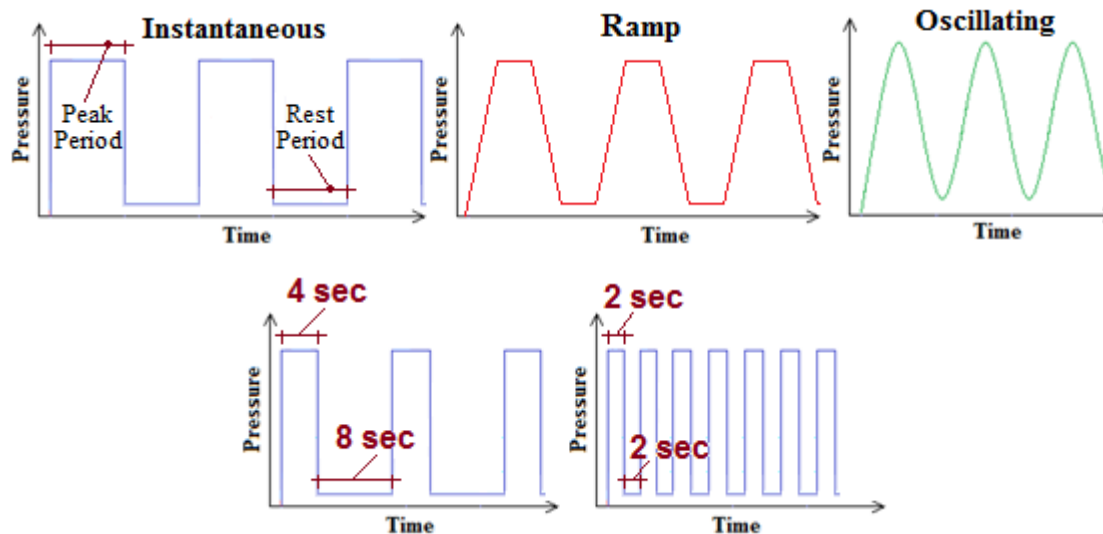 Instantaneous
Peak
Period
Rest
Period
Pressure
Time
Ramp
Pressure
Time
Oscillating
Pressure
Time
4 sec
8 sec
Pressure
Time
2 sec
2 sec
Pressure
Time